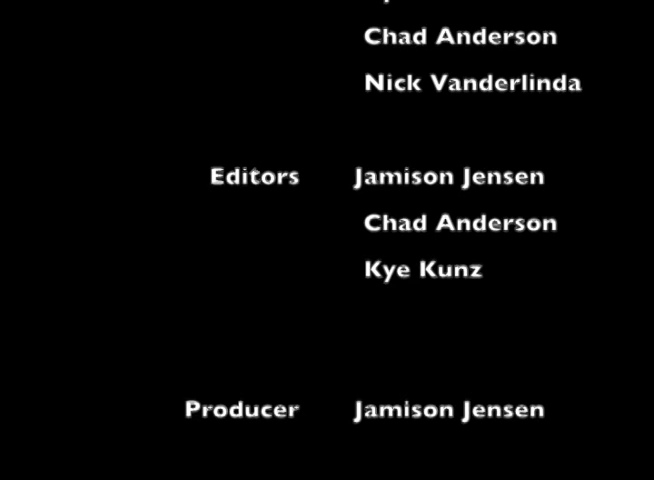 Chad Anderson
Nick Vanderlinda
Editors Jamison Jensen
Chad Anderson
Kye Kunz
Producer Jamison Jensen